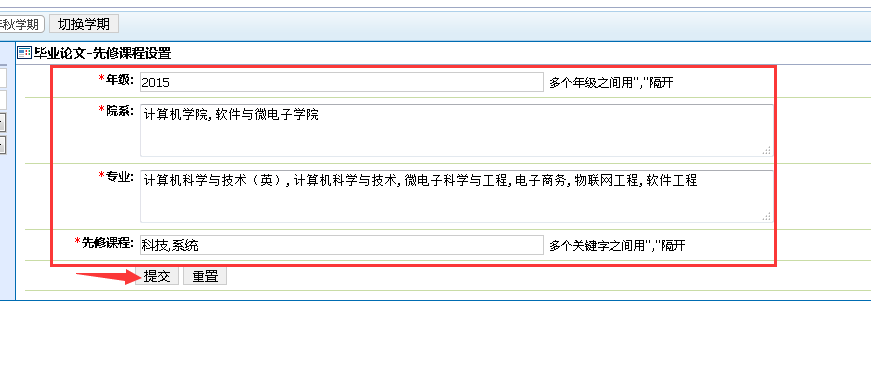 年秋学期 切换学期
毕业论文-先修课程设置
*年级: 2015 多个年级之间用","隔开
*院系: 计算机学院,软件与微电子学院
*专业: 计算机科学与技术（英）,计算机科学与技术,微电子科学与工程,电子商务,物联网工程,软件工程
*先修课程: 科技,系统 多个关键字之间用","隔开
提交 重置